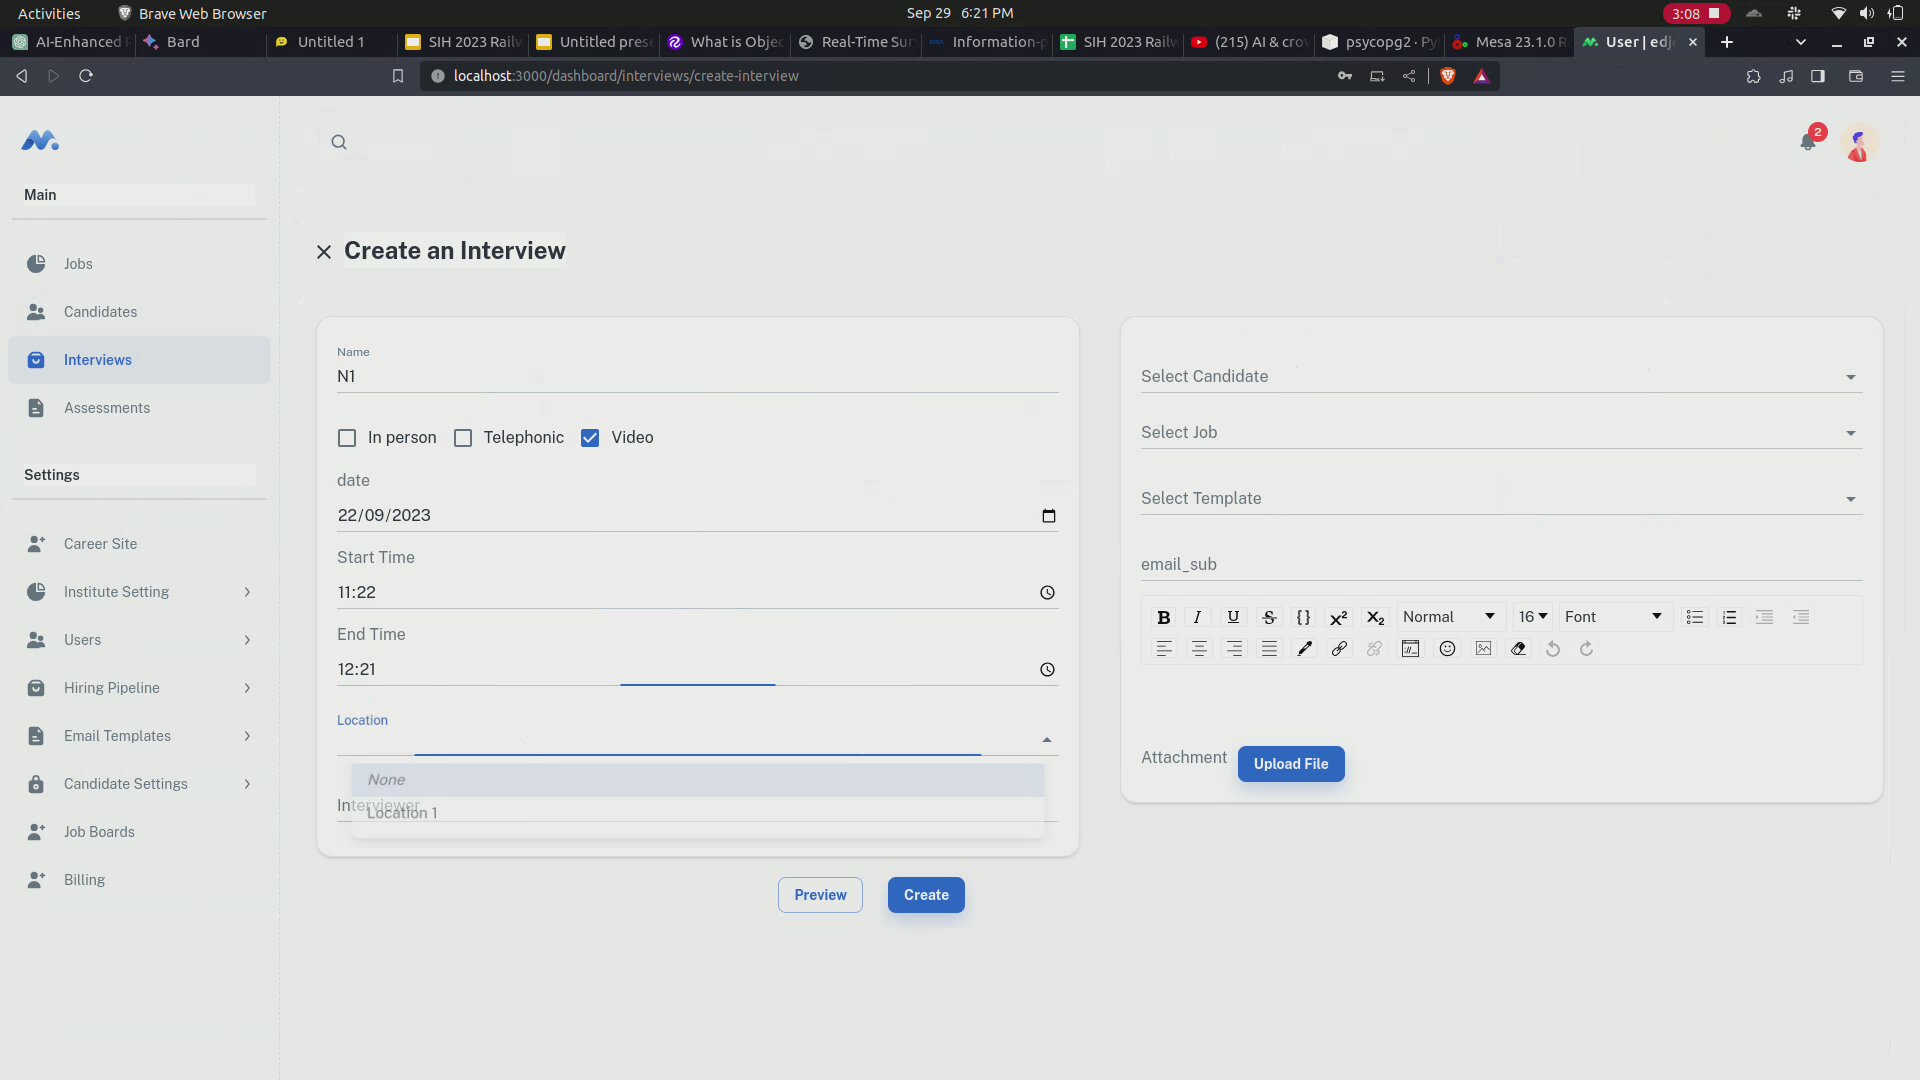 Activities
Brave Web Browser
Sep 29 6:21 PM
3:08
AI-Enhanced
Bard
Untitled 1
SIH 2023 Railw
Untitled prese
What is Objec
Real-Time Sur
Information-p
SIH 2023 Railw
(215) AI & crow
psycopg2 · Py
Mesa 23.1.0 R
User | edj
localhost:3000/dashboard/interviews/create-interview
2
Main
Jobs
Candidates
Interviews
Assessments
Settings
Career Site
Institute Setting
Users
Hiring Pipeline
Email Templates
Candidate Settings
Job Boards
Billing
Create an Interview
Name
N1
In person
Telephonic
Video
date
22/09/2023
Start Time
11:22
End Time
12:21
Location
None
Interviewer
Location 1
Select Candidate
Select Job
Select Template
email_sub
B I U S {} X² X₂ Normal 16 Font
Attachment
Upload File
Preview
Create